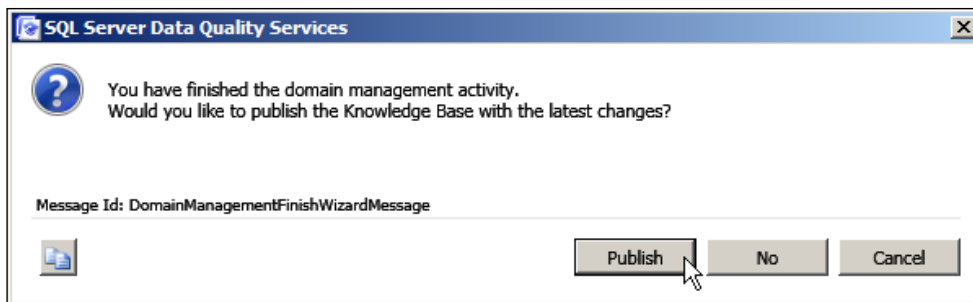 SQL Server Data Quality Services
You have finished the domain management activity.
Would you like to publish the Knowledge Base with the latest changes?
Message Id: DomainManagementFinishWizardMessage
Publish No Cancel